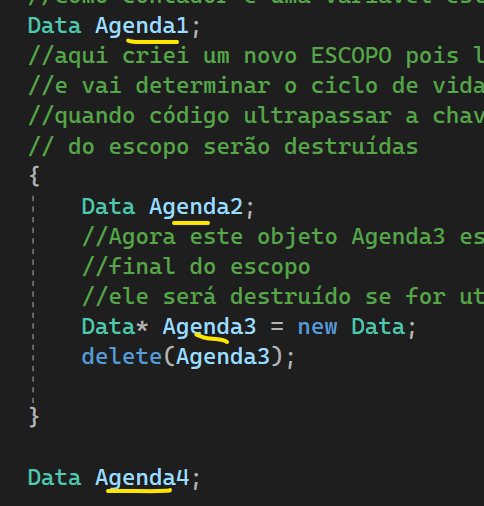 Data Agenda1;
//aqui criei um novo ESCOPO pois l
//e vai determinar o ciclo de vida
//quando código ultrapassar a chav
// do escopo serão destruídas
{
Data Agenda2;
//Agora este objeto Agenda3 es
//final do escopo
//ele será destruído se for ut
Data* Agenda3 = new Data;
delete(Agenda3);
}
Data Agenda4;